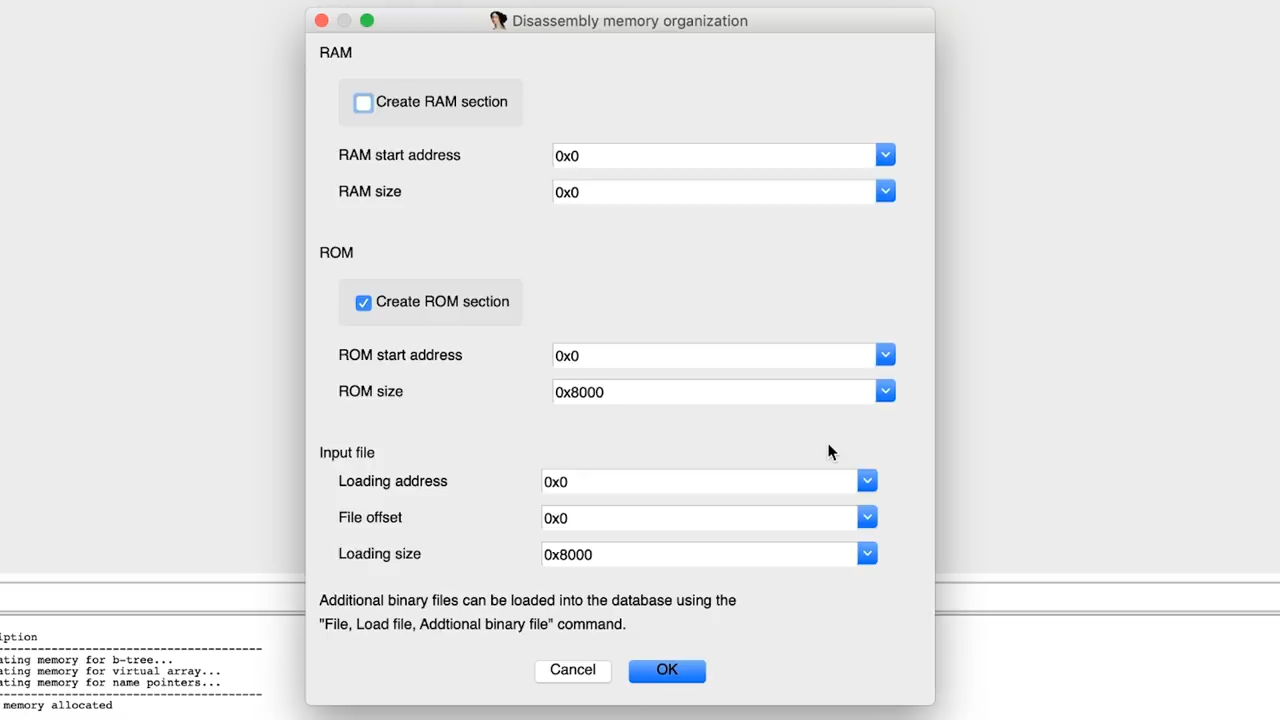 Disassembly memory organization
RAM
Create RAM section
RAM start address 0x0
RAM size 0x0
ROM
Create ROM section
ROM start address 0x0
ROM size 0x8000
Input file
Loading address 0x0
File offset 0x0
Loading size 0x8000
Additional binary files can be loaded into the database using the
"File, Load file, Addtional binary file" command.
Cancel OK
iption
--------------------------------------
ating memory for b-tree...
ating memory for virtual array...
ating memory for name pointers...
--------------------------------------
memory allocated